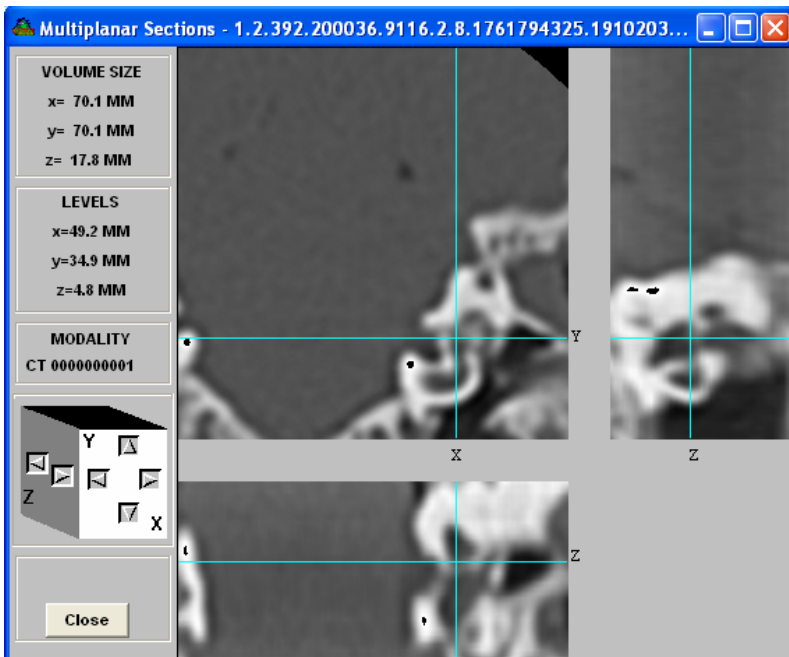 Multiplanar Sections - 1.2.392.200036.9116.2.8.1761794325.1910203...
VOLUME SIZE
x= 70.1 MM
y= 70.1 MM
z= 17.8 MM
LEVELS
x=49.2 MM
y=34.9 MM
z=4.8 MM
MODALITY
CT 0000000001
Y
Z
X
Close
Y
X
Z
Z